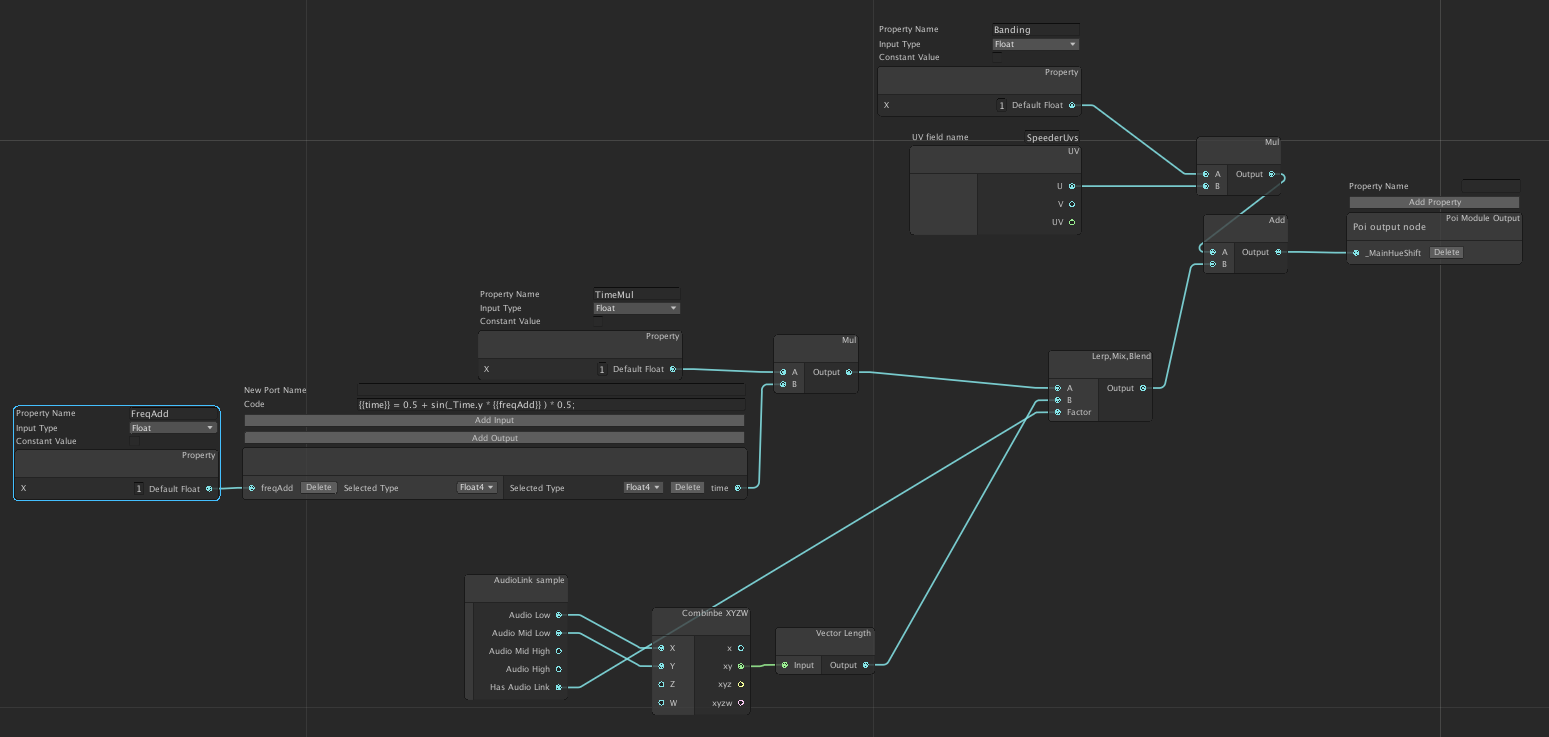 Property Name Banding
Input Type Float
Constant Value
Property
X 1 Default Float
UV field name SpeederUvs
UV
U
V
UV
Mul
A Output
B
Property Name
Add Property
Poi Module Output
Poi output node
_MainHueShift Delete
Add
A Output
B
Property Name TimeMul
Input Type Float
Constant Value
Property
X 1 Default Float
Mul
A Output
B
Lerp,Mix,Blend
A Output
B
Factor
New Port Name
Code {{time}} = 0.5 + sin(_Time.y * {{freqAdd}} ) * 0.5;
Add Input
Add Output
freqAdd Delete Selected Type Float4 Selected Type Float4 Delete time
Property Name FreqAdd
Input Type Float
Constant Value
Property
X 1 Default Float
AudioLink sample
Audio Low
Audio Mid Low
Audio Mid High
Audio High
Has Audio Link
Combinbe XYZW
X x
Y xy
Z xyz
W xyzw
Vector Length
Input Output